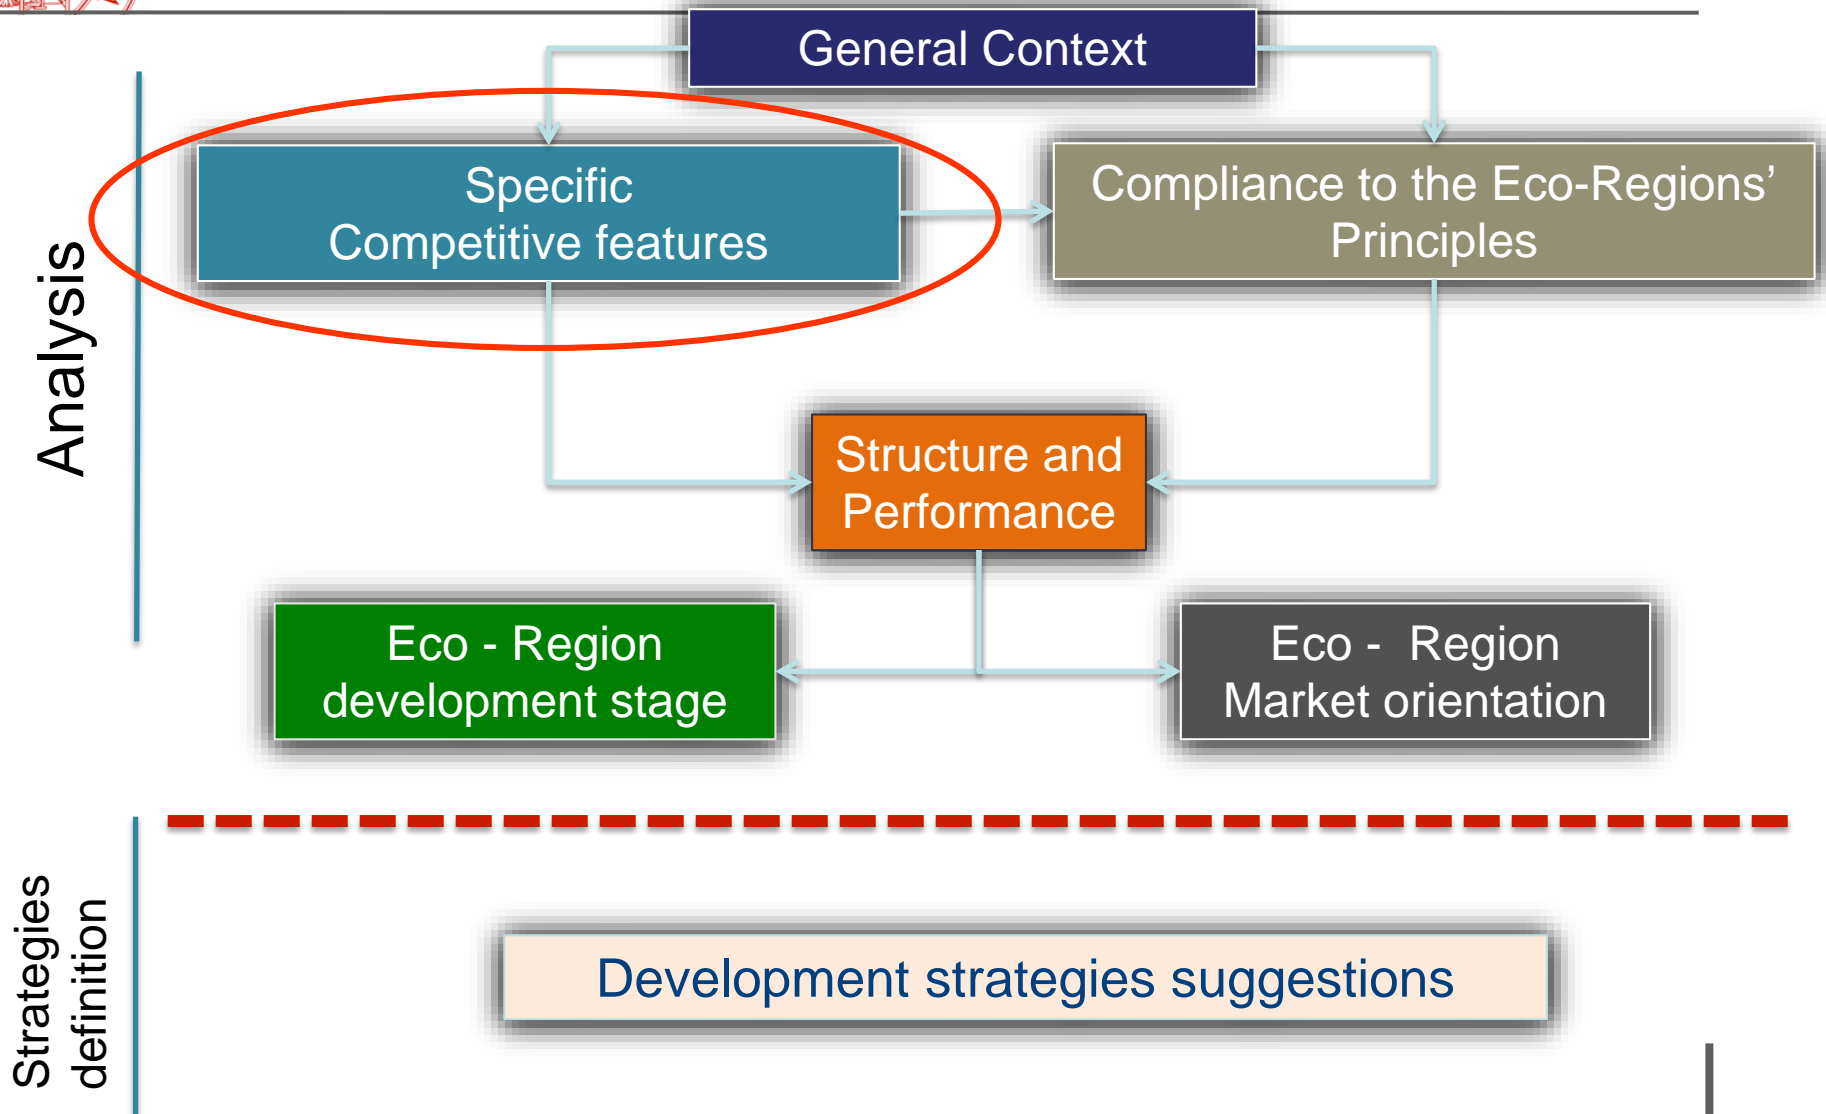 General Context
Analysis
Specific
Competitive features
Compliance to the Eco-Regions’
Principles
Structure and
Performance
Eco - Region
development stage
Eco -  Region
Market orientation
Strategies
definition
Development strategies suggestions